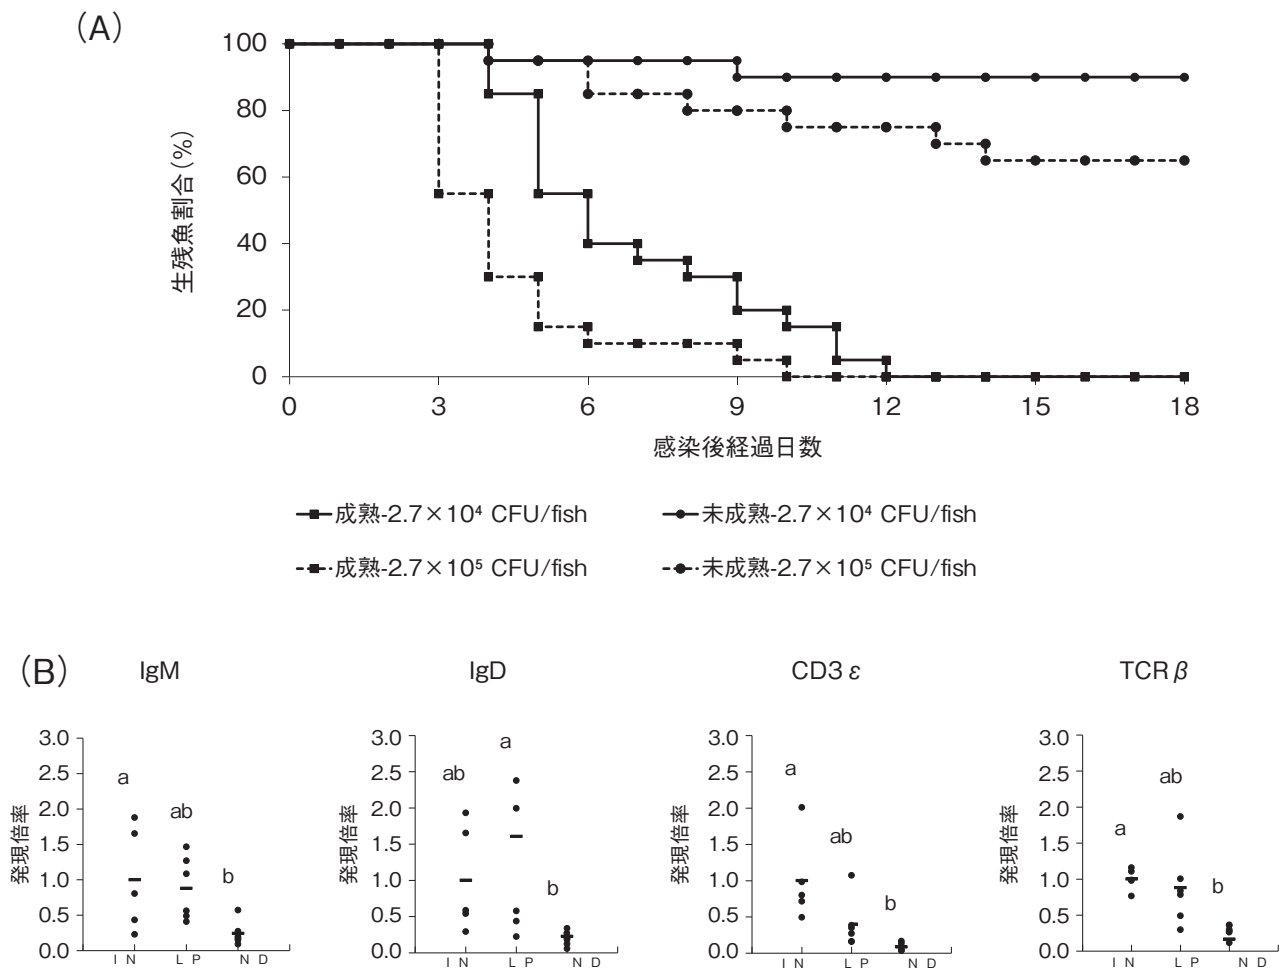 （A）
100
80
60
40
20
0
生残魚割合（%）
0 3 6 9 12 15 18
感染後経過日数
成熟-2.7×10⁴ CFU/fish
未成熟-2.7×10⁴ CFU/fish
成熟-2.7×10⁵ CFU/fish
未成熟-2.7×10⁵ CFU/fish
（B）
IgM
発現倍率
3.0
2.5
2.0
1.5
1.0
0.5
0.0
a
ab
b
IN LP ND
IgD
発現倍率
3.0
2.5
2.0
1.5
1.0
0.5
0.0
ab
a
b
IN LP ND
CD3 ε
発現倍率
3.0
2.5
2.0
1.5
1.0
0.5
0.0
a
ab
b
IN LP ND
TCR β
発現倍率
3.0
2.5
2.0
1.5
1.0
0.5
0.0
a
ab
b
IN LP ND